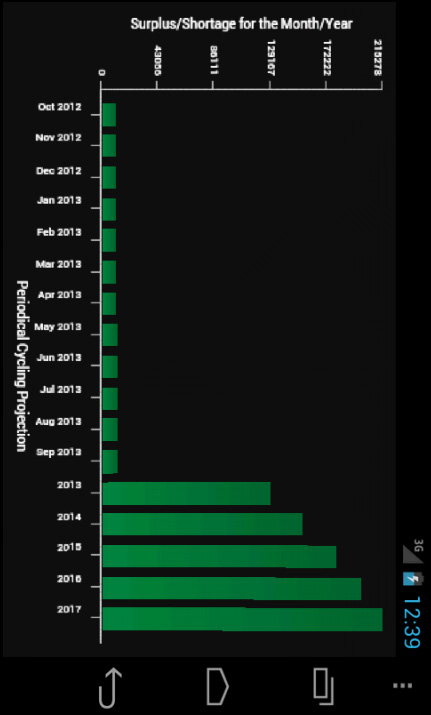 Surplus/Shortage for the Month/Year
0
43056
86111
129167
172222
215278
Oct 2012
Nov 2012
Dec 2012
Jan 2013
Feb 2013
Mar 2013
Apr 2013
May 2013
Jun 2013
Jul 2013
Aug 2013
Sep 2013
2013
2014
2015
2016
2017
Periodical Cycling Projection
3G
12:39